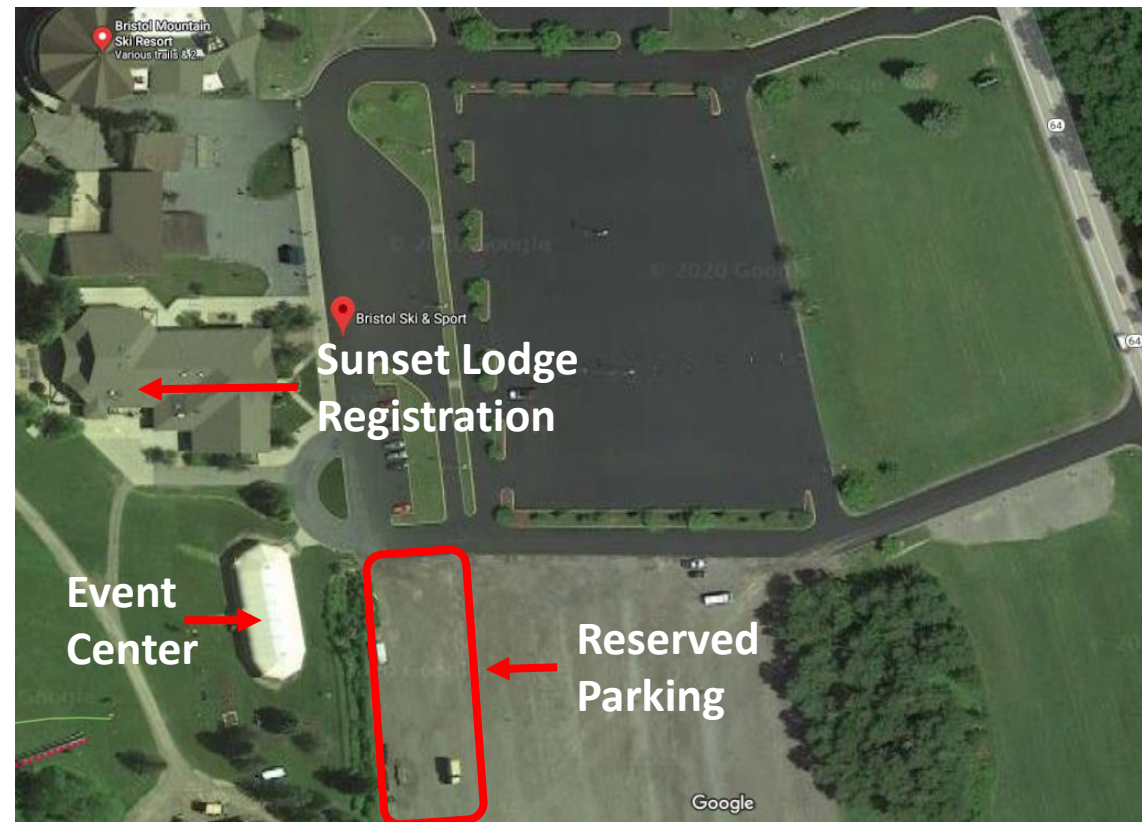 Bristol Mountain
Ski Resort
Various trails & 2...
64
© 2020 Google
© 2020 Google
Bristol Ski & Sport
64
Sunset Lodge
Registration
Event
Center
Reserved
Parking
Google
Google